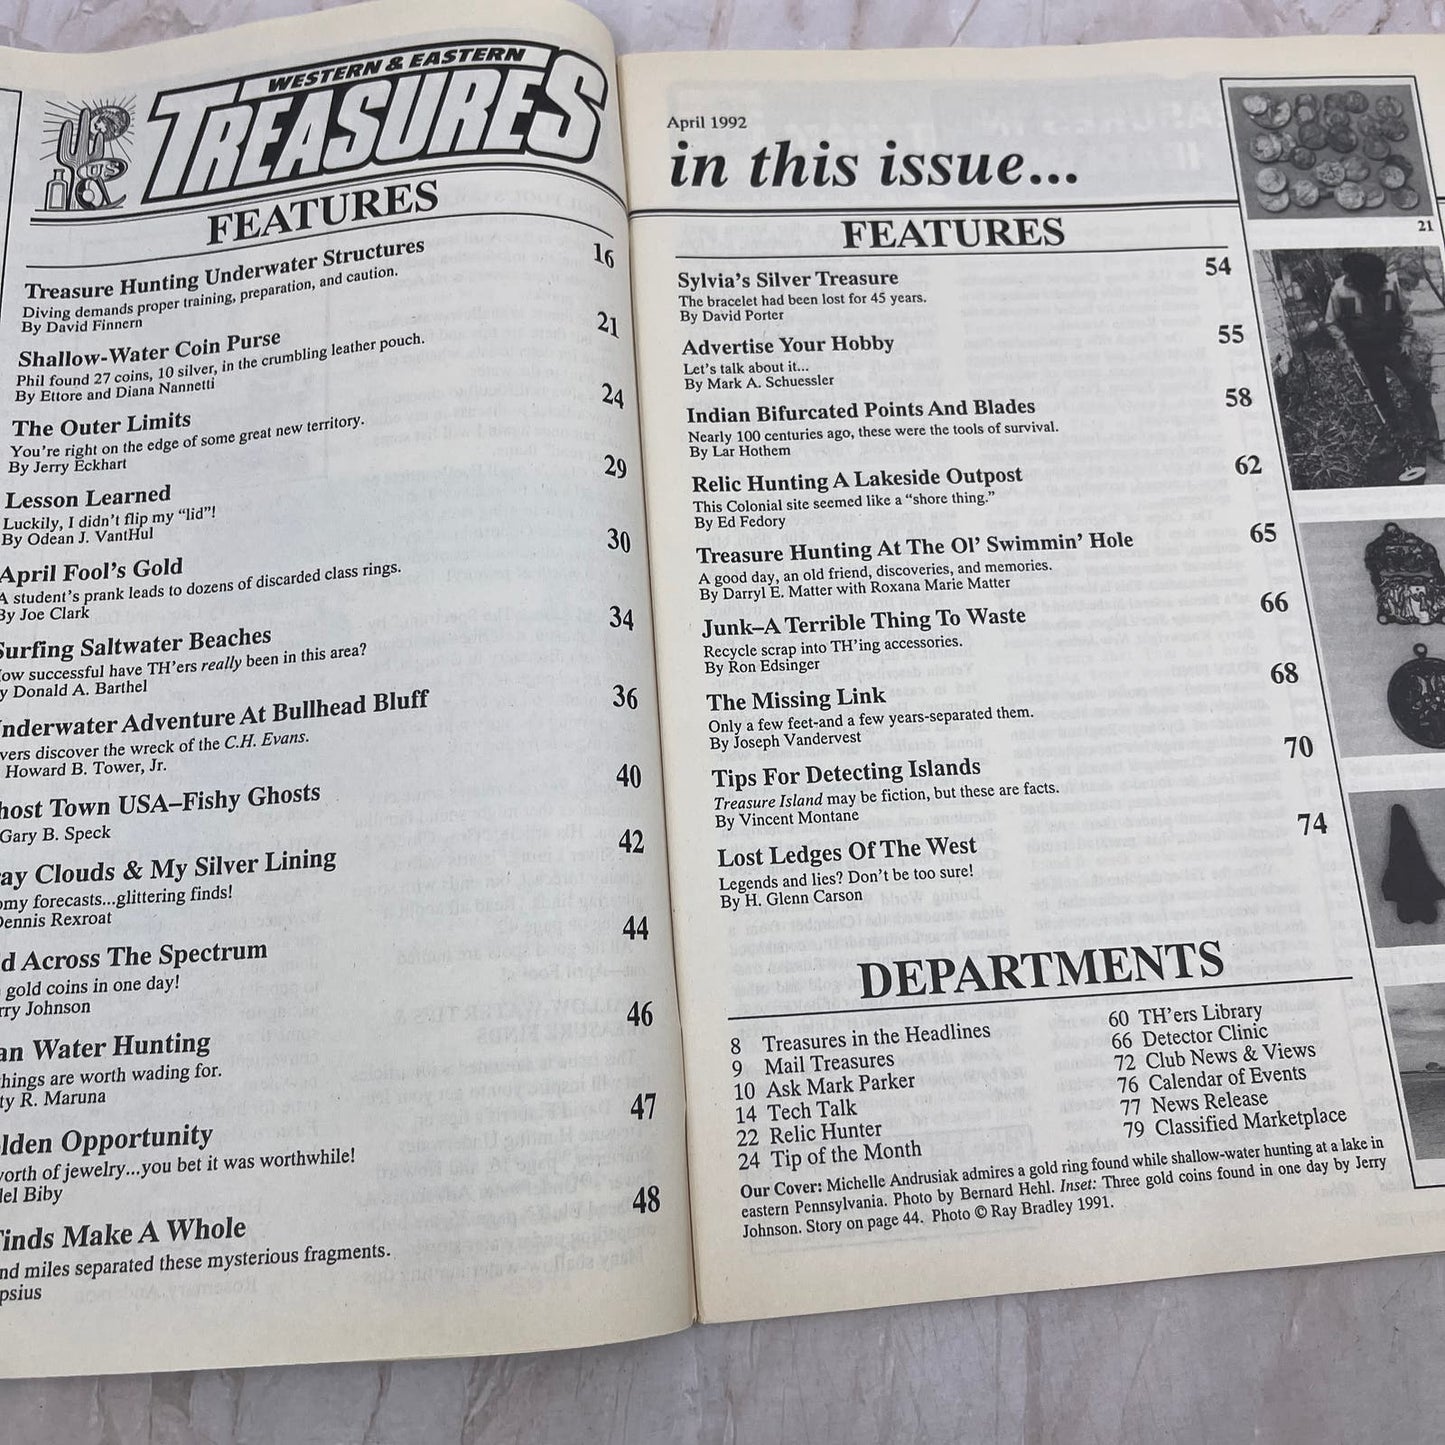 WESTERN & EASTERN
TREASURES
FEATURES
Treasure Hunting Underwater Structures 16
Diving demands proper training, preparation, and caution.
By David Finnern
Shallow-Water Coin Purse 21
Phil found 27 coins, 10 silver, in the crumbling leather pouch.
By Ettore and Diana Nannetti
The Outer Limits 24
You're right on the edge of some great new territory.
By Jerry Eckhart
Lesson Learned 29
Luckily, I didn't flip my "lid"!
By Odean J. VantHul
April Fool's Gold 30
A student's prank leads to dozens of discarded class rings.
By Joe Clark
Surfing Saltwater Beaches 34
How successful have TH'ers really been in this area?
By Donald A. Barthel
Underwater Adventure At Bullhead Bluff 36
vers discover the wreck of the C.H. Evans.
Howard B. Tower, Jr.
host Town USA–Fishy Ghosts 40
Gary B. Speck
ay Clouds & My Silver Lining 42
omy forecasts...glittering finds!
Dennis Rexroat
d Across The Spectrum 44
gold coins in one day!
rry Johnson
an Water Hunting 46
hings are worth wading for.
ty R. Maruna
lden Opportunity 47
worth of jewelry...you bet it was worthwhile!
del Biby
Finds Make A Whole 48
nd miles separated these mysterious fragments.
psius
April 1992
in this issue...
FEATURES
Sylvia's Silver Treasure 54
The bracelet had been lost for 45 years.
By David Porter
Advertise Your Hobby 55
Let's talk about it...
By Mark A. Schuessler
Indian Bifurcated Points And Blades 58
Nearly 100 centuries ago, these were the tools of survival.
By Lar Hothem
Relic Hunting A Lakeside Outpost 62
This Colonial site seemed like a "shore thing."
By Ed Fedory
Treasure Hunting At The Ol' Swimmin' Hole 65
A good day, an old friend, discoveries, and memories.
By Darryl E. Matter with Roxana Marie Matter
Junk–A Terrible Thing To Waste 66
Recycle scrap into TH'ing accessories.
By Ron Edsinger
The Missing Link 68
Only a few feet-and a few years-separated them.
By Joseph Vandervest
Tips For Detecting Islands 70
Treasure Island may be fiction, but these are facts.
By Vincent Montane
Lost Ledges Of The West 74
Legends and lies? Don't be too sure!
By H. Glenn Carson
DEPARTMENTS
8 Treasures in the Headlines
9 Mail Treasures
10 Ask Mark Parker
14 Tech Talk
22 Relic Hunter
24 Tip of the Month
60 TH'ers Library
66 Detector Clinic
72 Club News & Views
76 Calendar of Events
77 News Release
79 Classified Marketplace
Our Cover: Michelle Andrusiak admires a gold ring found while shallow-water hunting at a lake in
eastern Pennsylvania. Photo by Bernard Hehl. Inset: Three gold coins found in one day by Jerry
Johnson. Story on page 44. Photo © Ray Bradley 1991.
21